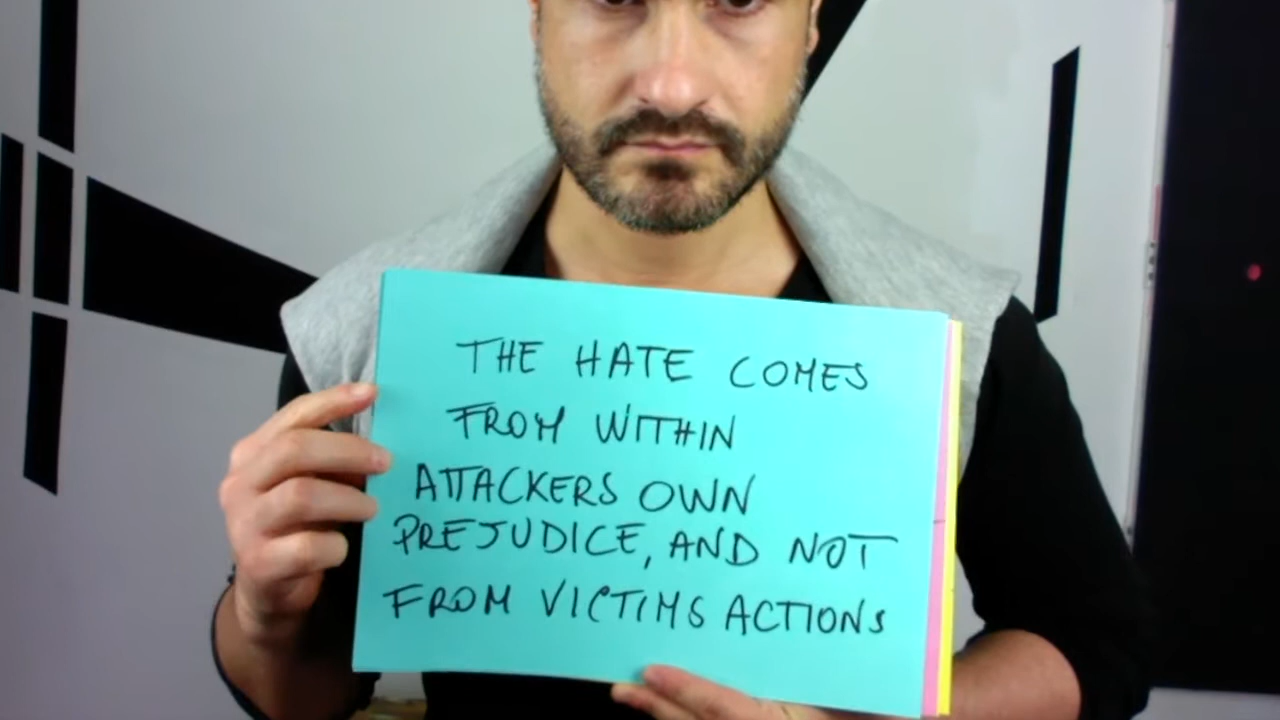 THE HATE COMES
FROM WITHIN
ATTACKERS OWN
PREJUDICE, AND NOT
FROM VICTIMS ACTIONS